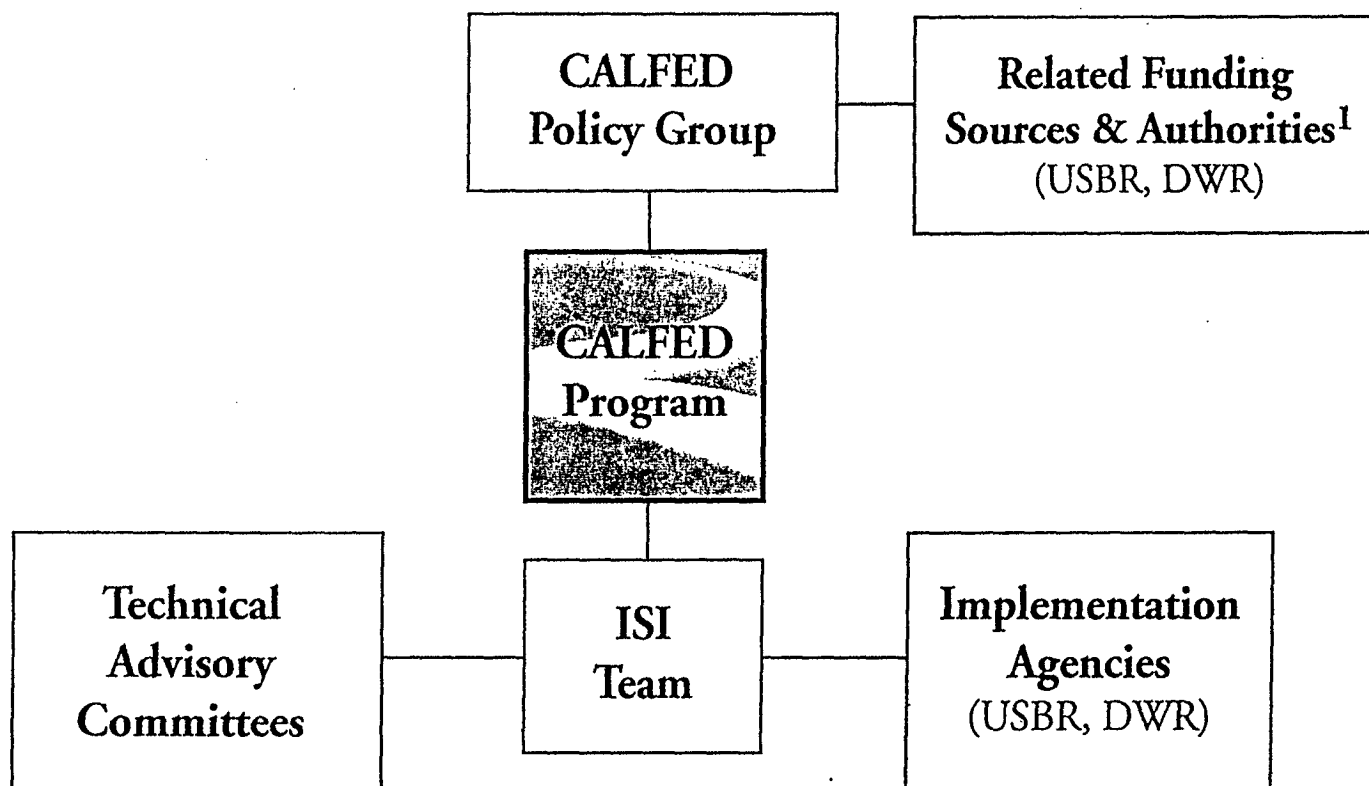 CALFED
Policy Group
Related Funding
Sources & Authorities¹
(USBR, DWR)
CALFED
Program
Technical
Advisory
Committees
ISI
Team
Implementation
Agencies
(USBR, DWR)